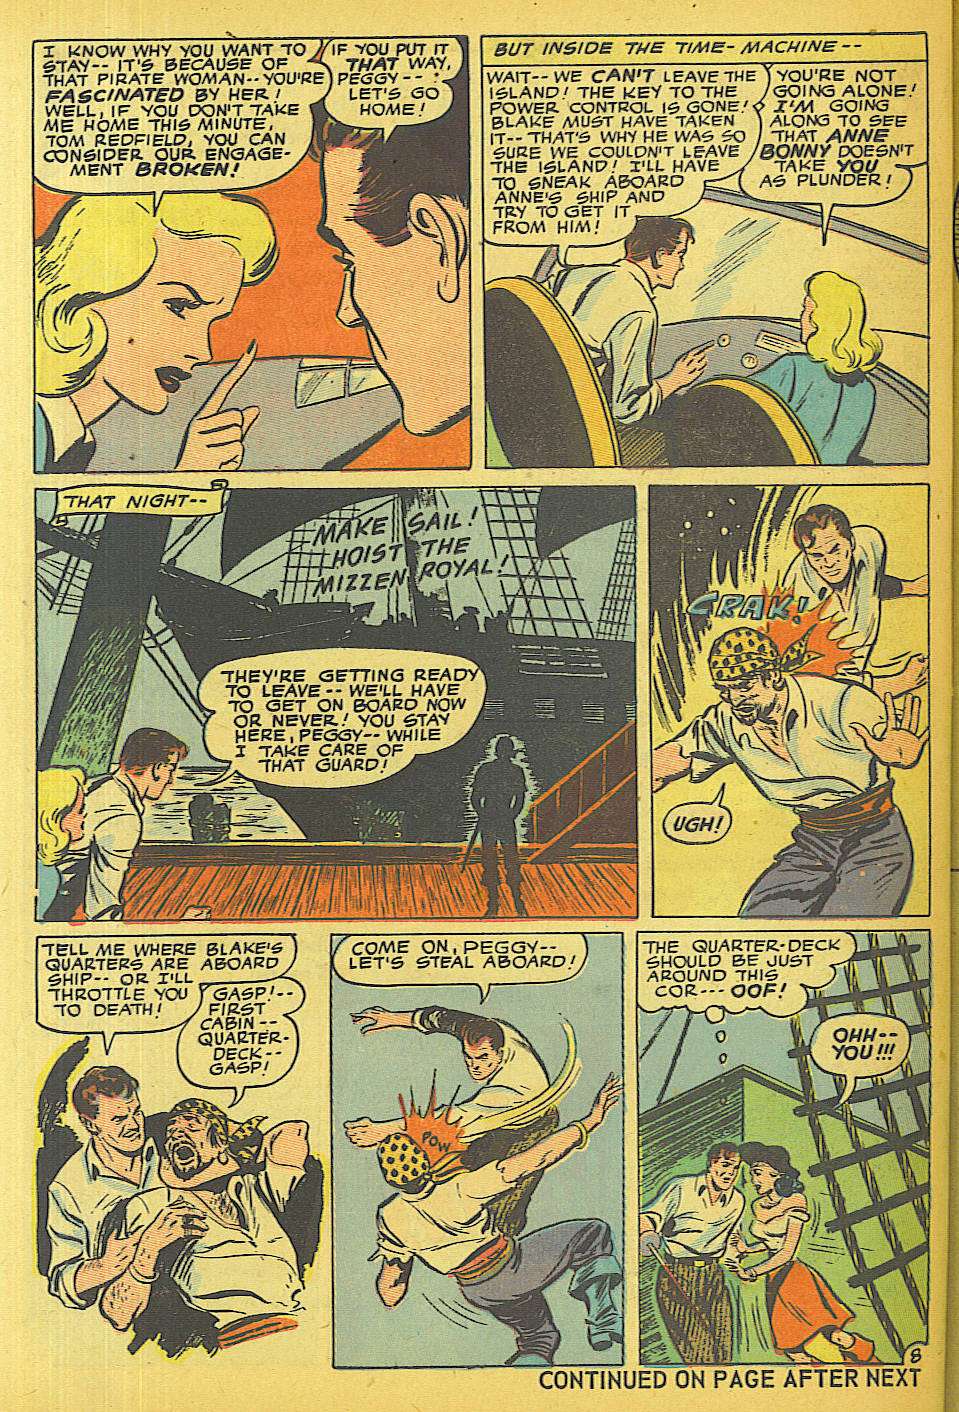 I KNOW WHY YOU WANT TO
STAY-- IT'S BECAUSE OF
THAT PIRATE WOMAN--YOU'RE
FASCINATED BY HER!
WELL, IF YOU DON'T TAKE
ME HOME THIS MINUTE,
TOM REDFIELD, YOU CAN
CONSIDER OUR ENGAGE-
MENT BROKEN!
IF YOU PUT IT
THAT WAY,
PEGGY--
LET'S GO
HOME!
BUT INSIDE THE TIME-MACHINE--
WAIT-- WE CAN'T LEAVE THE
ISLAND! THE KEY TO THE
POWER CONTROL IS GONE!
BLAKE MUST HAVE TAKEN
IT-- THAT'S WHY HE WAS SO
SURE WE COULDN'T LEAVE
THE ISLAND! I'LL HAVE
TO SNEAK ABOARD
ANNE'S SHIP AND
TRY TO GET IT
FROM HIM!
YOU'RE NOT
GOING ALONE!
I'M GOING
ALONG TO SEE
THAT ANNE
BONNY DOESN'T
TAKE YOU
AS PLUNDER!
THAT NIGHT--
MAKE SAIL!
HOIST THE
MIZZEN ROYAL!
THEY'RE GETTING READY
TO LEAVE-- WE'LL HAVE
TO GET ON BOARD NOW
OR NEVER! YOU STAY
HERE, PEGGY-- WHILE
I TAKE CARE OF
THAT GUARD!
CRAK!
UGH!
TELL ME WHERE BLAKE'S
QUARTERS ARE ABOARD
SHIP-- OR I'LL
THROTTLE YOU
TO DEATH!
GASP!--
FIRST
CABIN--
QUARTER-
DECK--
GASP!
COME ON, PEGGY--
LET'S STEAL ABOARD!
POW
THE QUARTER-DECK
SHOULD BE JUST
AROUND THIS
COR--- OOF!
OHH--
YOU!!!
8
CONTINUED ON PAGE AFTER NEXT